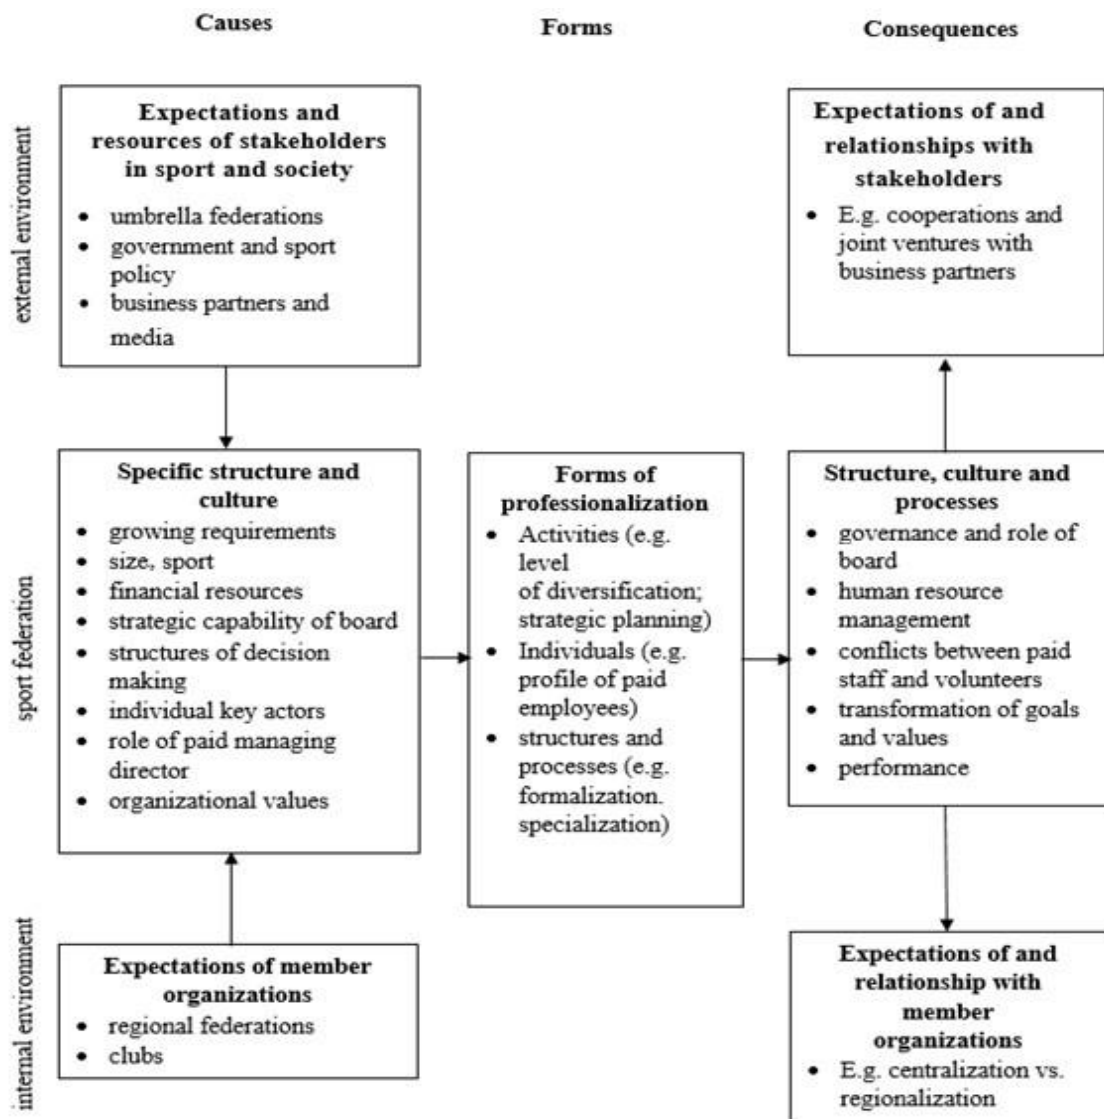 Causes
Forms
Consequences
external environment
Expectations and
resources of stakeholders
in sport and society
• umbrella federations
• government and sport
policy
• business partners and
media
Expectations of and
relationships with
stakeholders
• E.g. cooperations and
joint ventures with
business partners
sport federation
Specific structure and
culture
• growing requirements
• size, sport
• financial resources
• strategic capability of board
• structures of decision
making
• individual key actors
• role of paid managing
director
• organizational values
Forms of
professionalization
• Activities (e.g.
level
of diversification;
strategic planning)
• Individuals (e.g.
profile of paid
employees)
• structures and
processes (e.g.
formalization.
specialization)
Structure, culture and
processes
• governance and role of
board
• human resource
management
• conflicts between paid
staff and volunteers
• transformation of goals
and values
• performance
internal environment
Expectations of member
organizations
• regional federations
• clubs
Expectations of and
relationship with
member
organizations
• E.g. centralization vs.
regionalization